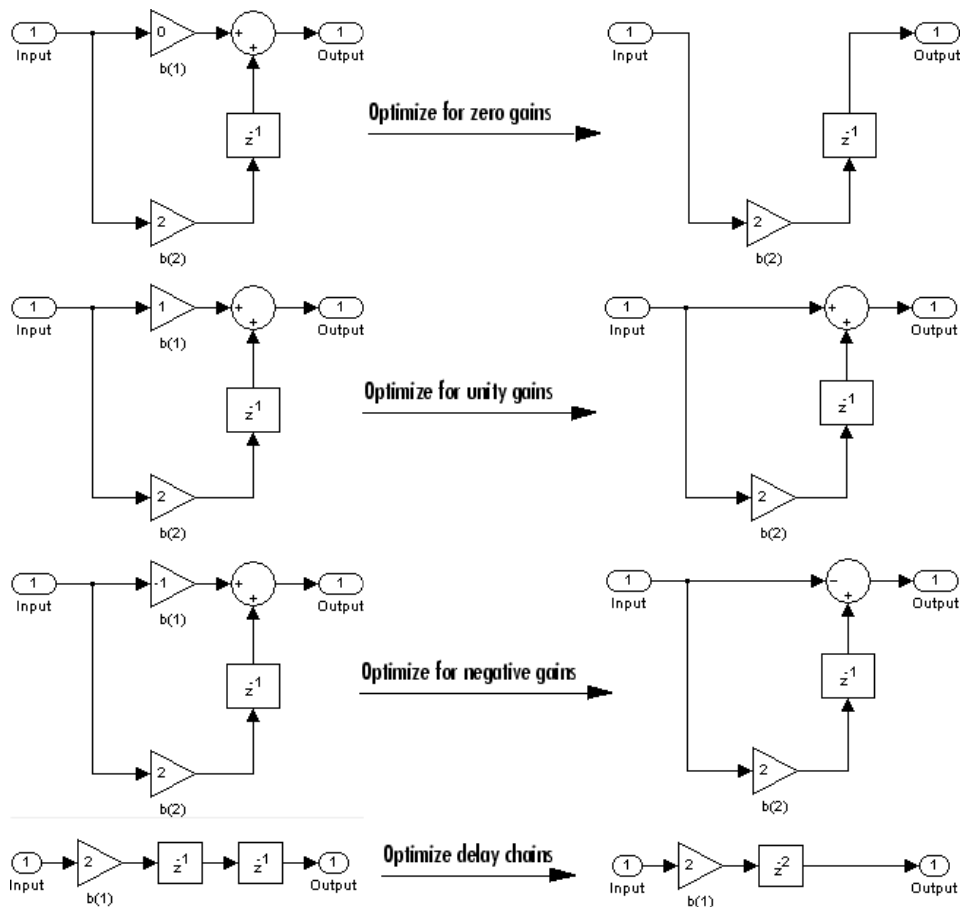 1 0 + + 1
Input b(1) Output
z-1
2
b(2)
Optimize for zero gains
1 1
Input Output
z-1
2
b(2)
1 1 + + 1
Input b(1) Output
z-1
2
b(2)
Optimize for unity gains
1 + + 1
Input Output
z-1
2
b(2)
1 -1 + + 1
Input b(1) Output
z-1
2
b(2)
Optimize for negative gains
1 − + 1
Input Output
z-1
2
b(2)
1 2 z-1 z-1 1
Input b(1) Output
Optimize delay chains
1 2 z-2 1
Input b(1) Output